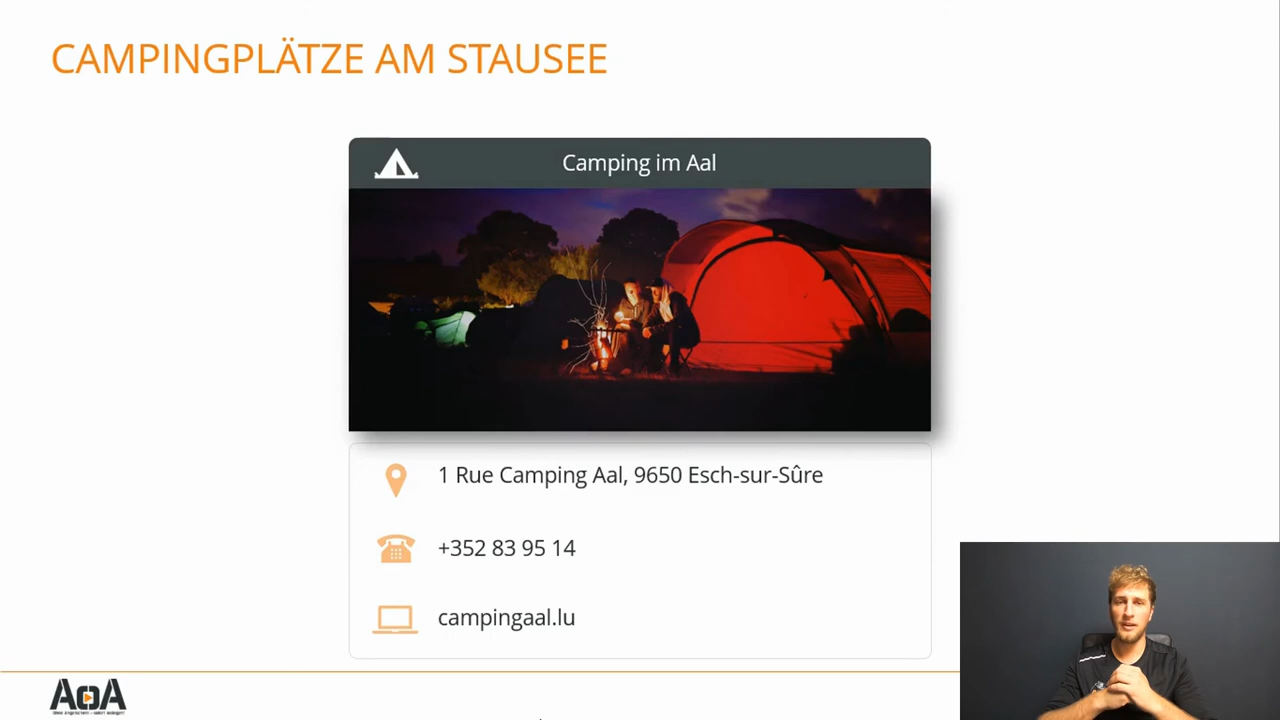 CAMPINGPLÄTZE AM STAUSEE
Camping im Aal
1 Rue Camping Aal, 9650 Esch-sur-Sûre
+352 83 95 14
campingaal.lu
AOA